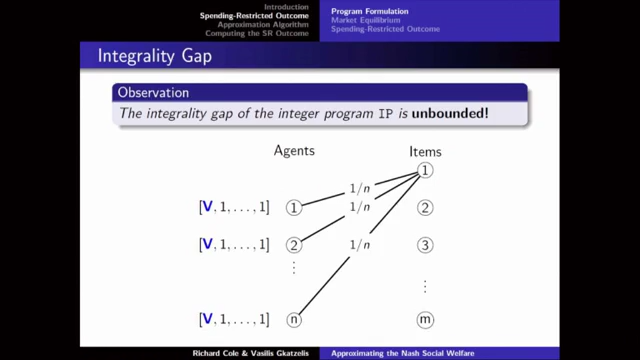 Introduction
Spending-Restricted Outcome
Approximation Algorithm
Computing the SR Outcome
Program Formulation
Market Equilibrium
Spending-Restricted Outcome
Integrality Gap
Observation
The integrality gap of the integer program IP is unbounded!
Agents Items
1
1/n
[V, 1, . . . , 1] 1 1/n 2
[V, 1, . . . , 1] 2 1/n 3
⋮ ⋮
[V, 1, . . . , 1] n m
Richard Cole & Vasilis Gkatzelis Approximating the Nash Social Welfare